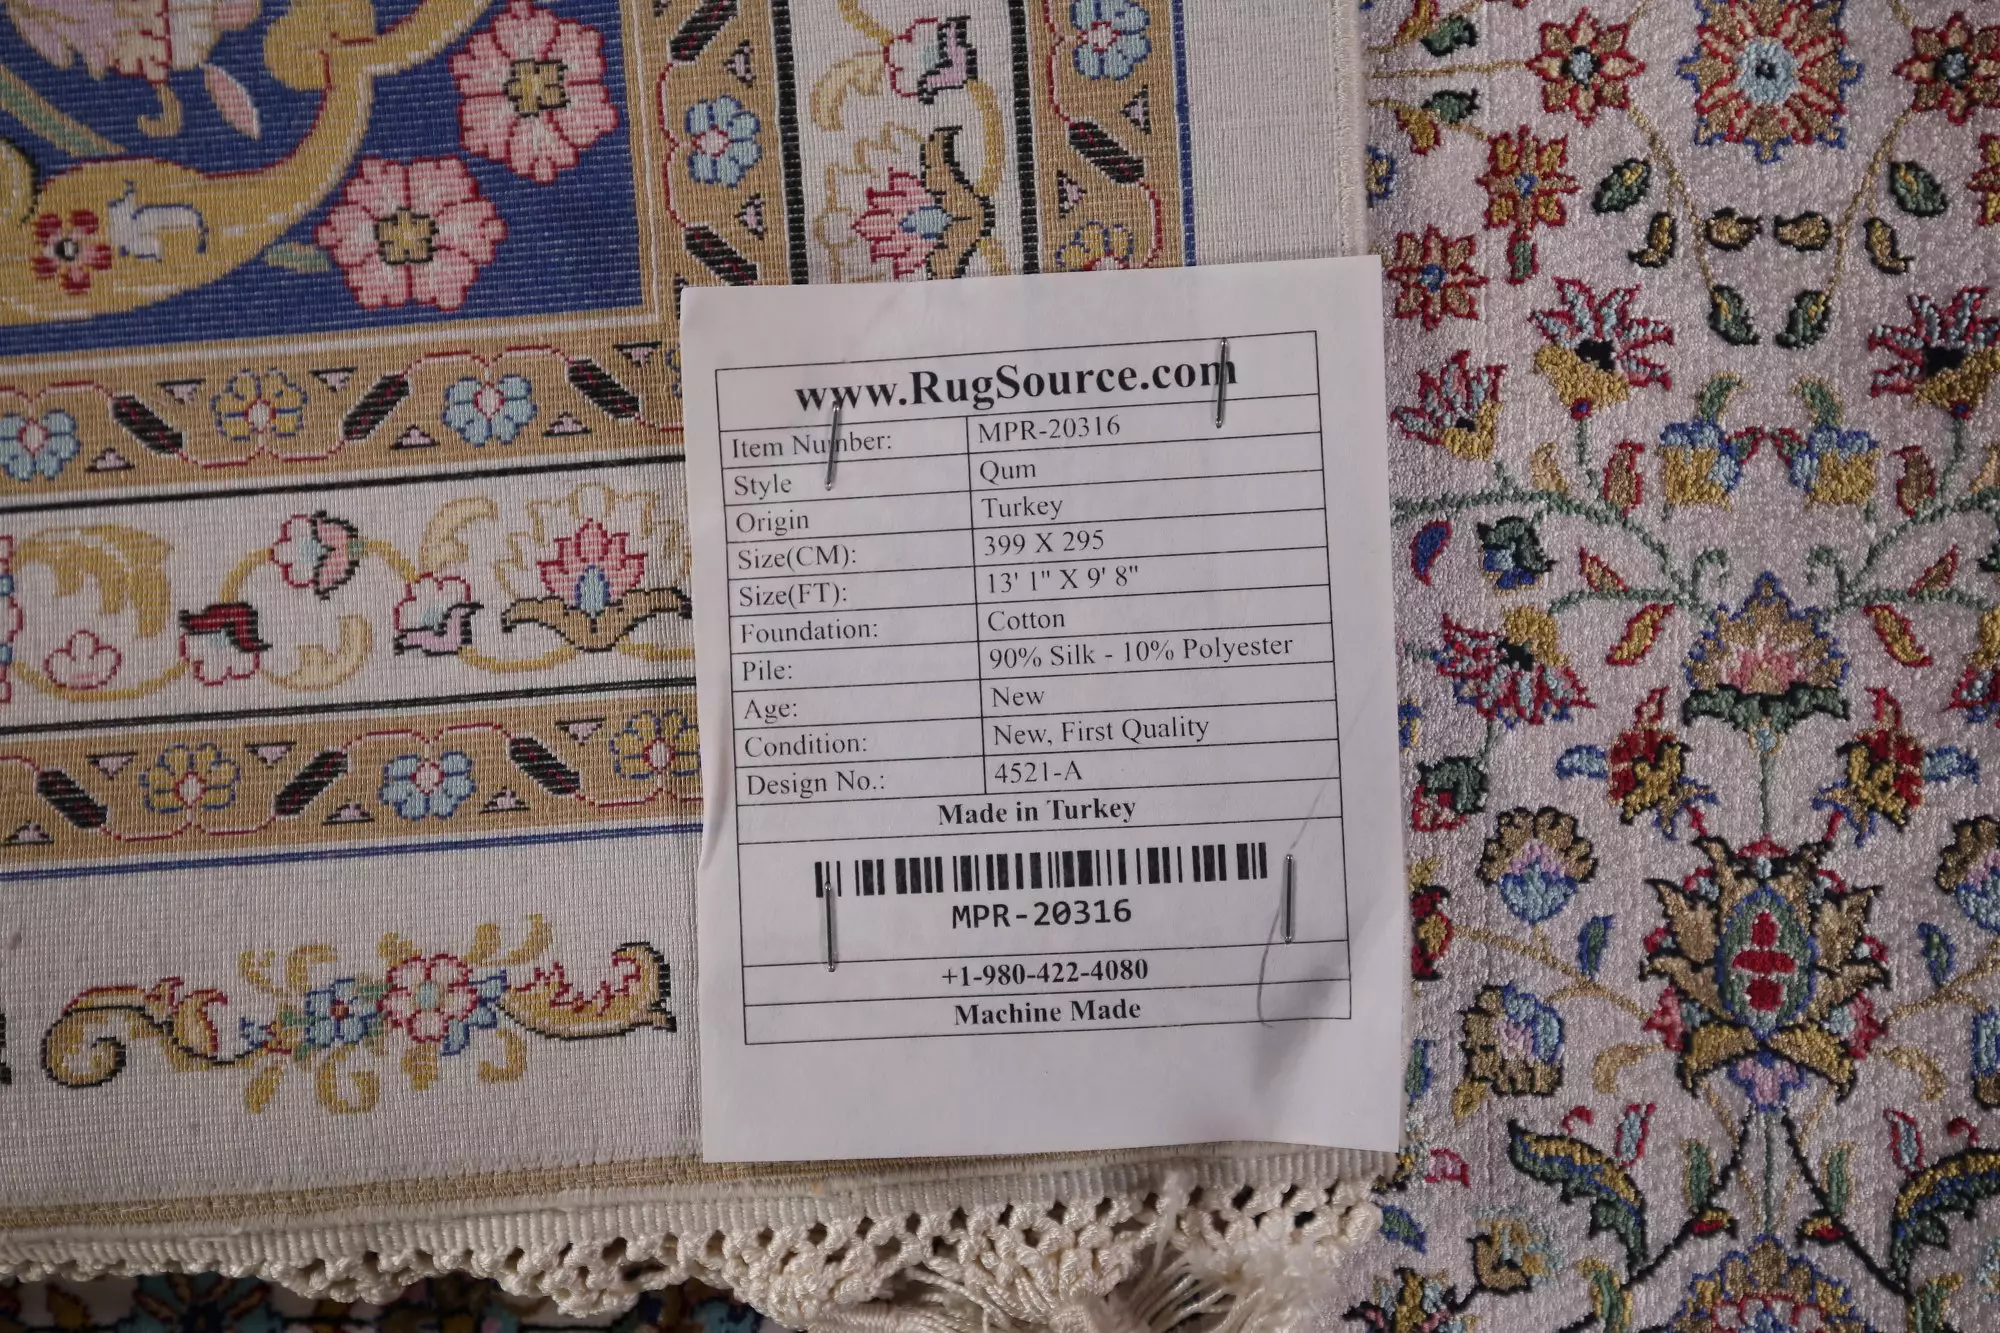 www.RugSource.com
Item Number: MPR-20316
Style Qum
Origin Turkey
Size(CM): 399 X 295
Size(FT): 13' 1" X 9' 8"
Foundation: Cotton
Pile: 90% Silk - 10% Polyester
Age: New
Condition: New, First Quality
Design No.: 4521-A
Made in Turkey
MPR-20316
+1-980-422-4080
Machine Made